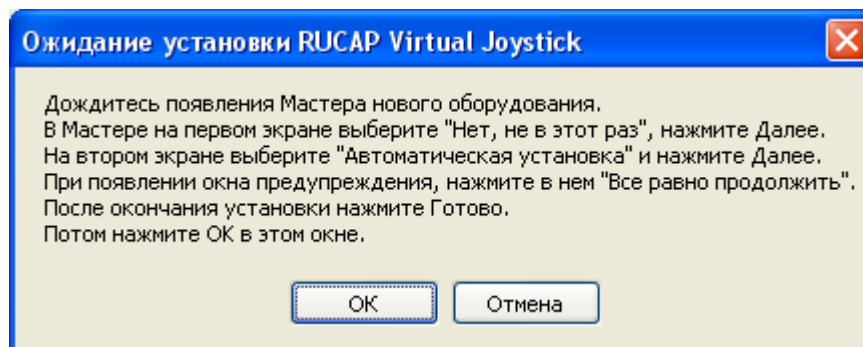 Ожидание установки RUCAP Virtual Joystick
Дождитесь появления Мастера нового оборудования.
В Мастере на первом экране выберите "Нет, не в этот раз", нажмите Далее.
На втором экране выберите "Автоматическая установка" и нажмите Далее.
При появлении окна предупреждения, нажмите в нем "Все равно продолжить".
После окончания установки нажмите Готово.
Потом нажмите ОК в этом окне.
ОК
Отмена